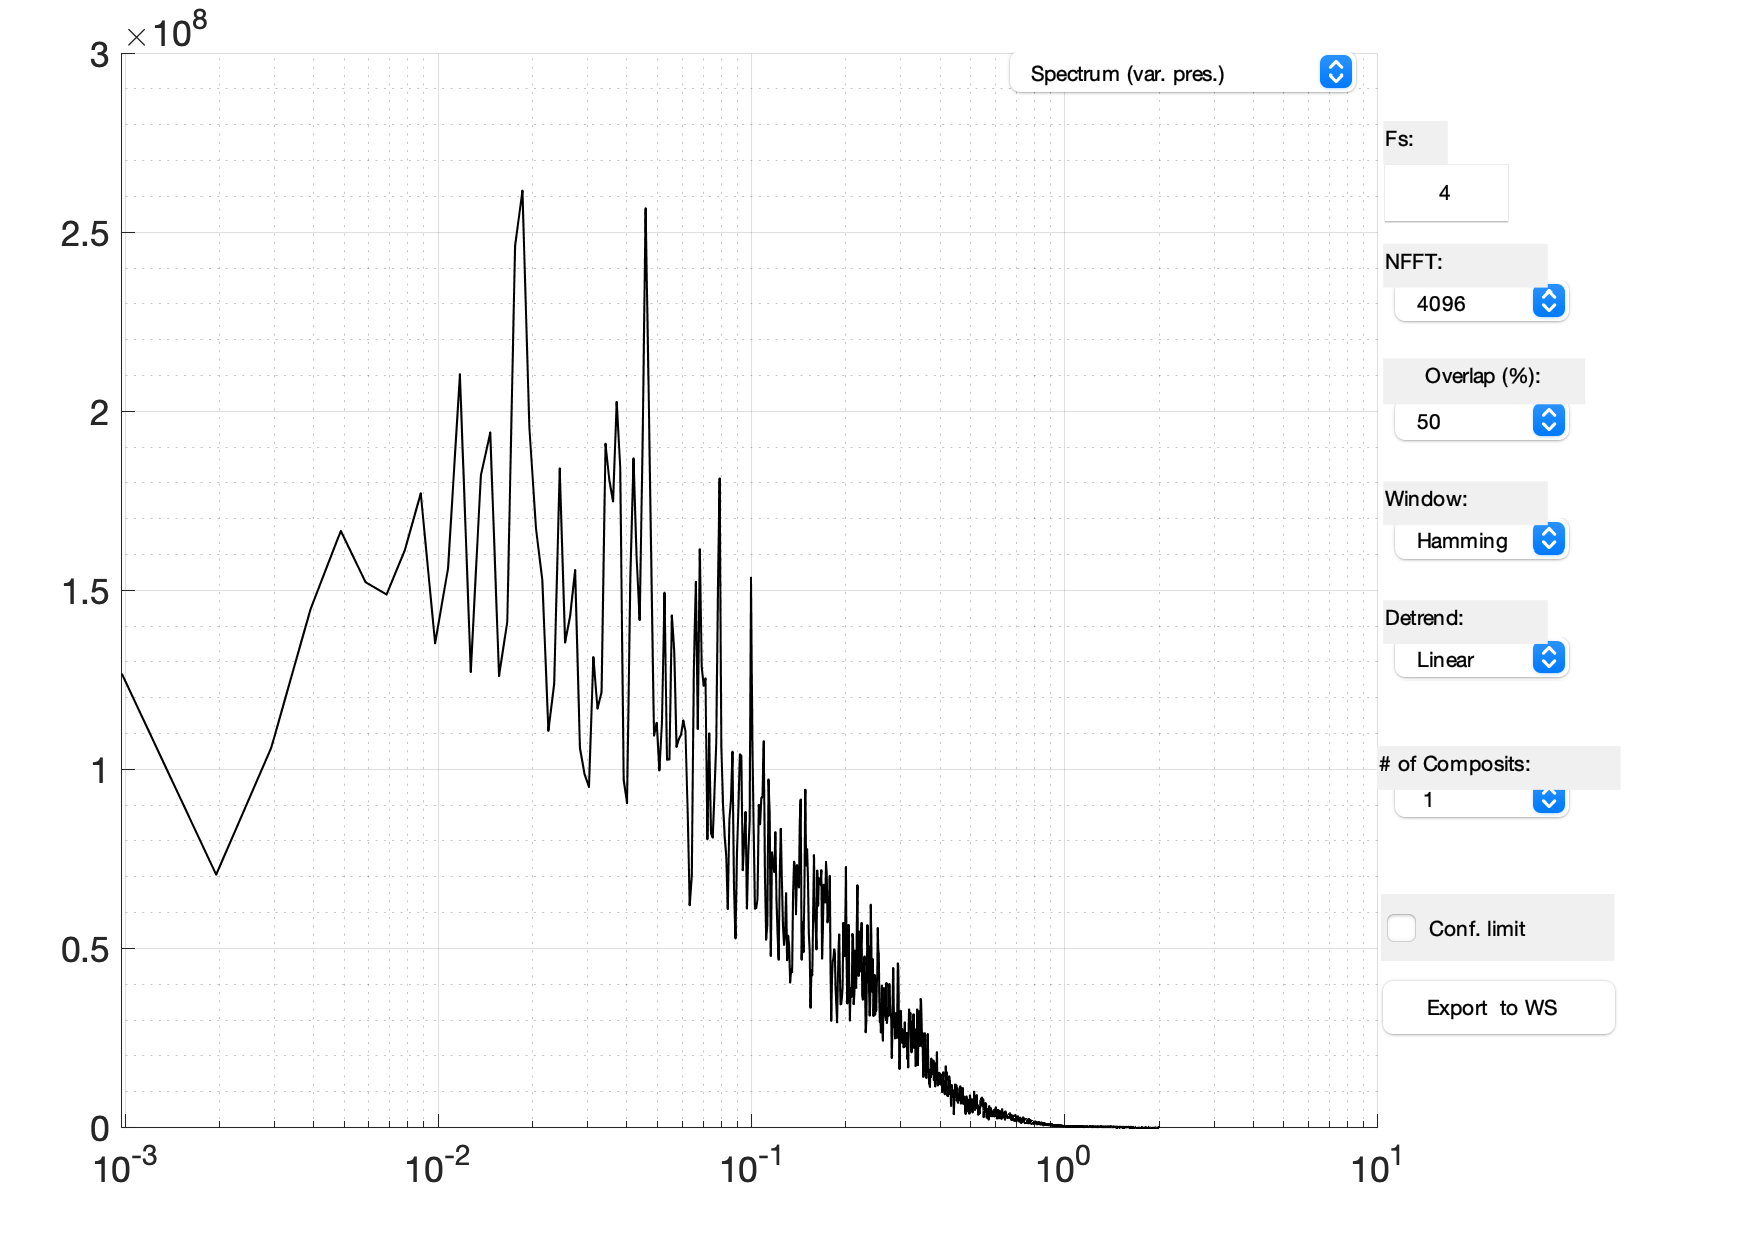 ×10^8
3
2.5
2
1.5
1
0.5
0
10^-3 10^-2 10^-1 10^0 10^1
Spectrum (var. pres.)
Fs:
4
NFFT:
4096
Overlap (%):
50
Window:
Hamming
Detrend:
Linear
# of Composits:
1
Conf. limit
Export to WS